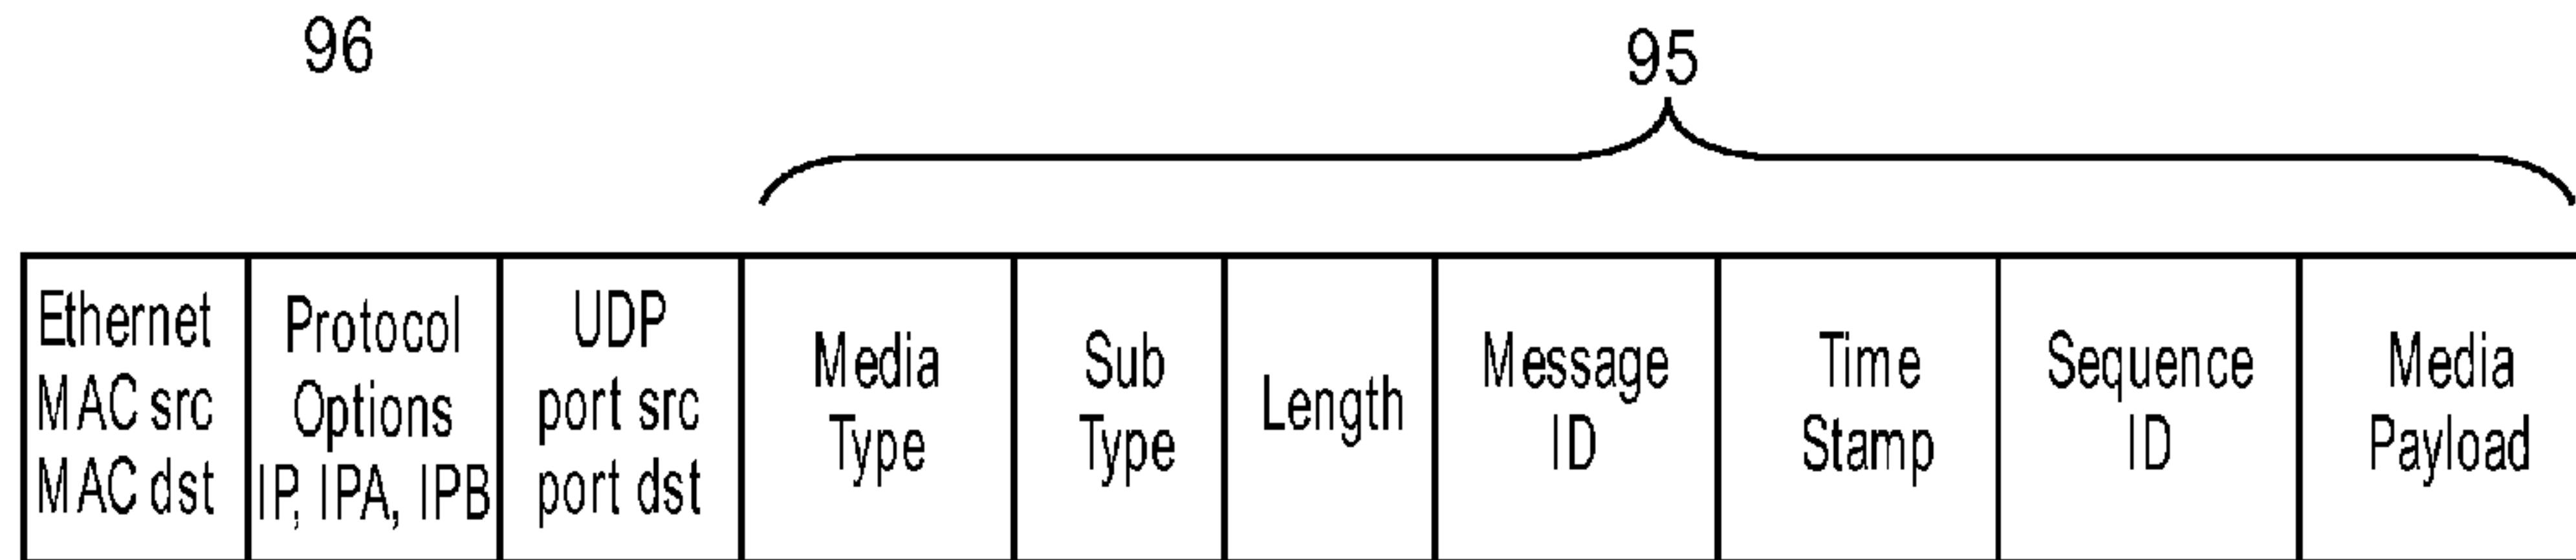 96
95
Ethernet
MAC src
MAC dst
Protocol
Options
IP, IPA, IPB
UDP
port src
port dst
Media
Type
Sub
Type
Length
Message
ID
Time
Stamp
Sequence
ID
Media
Payload